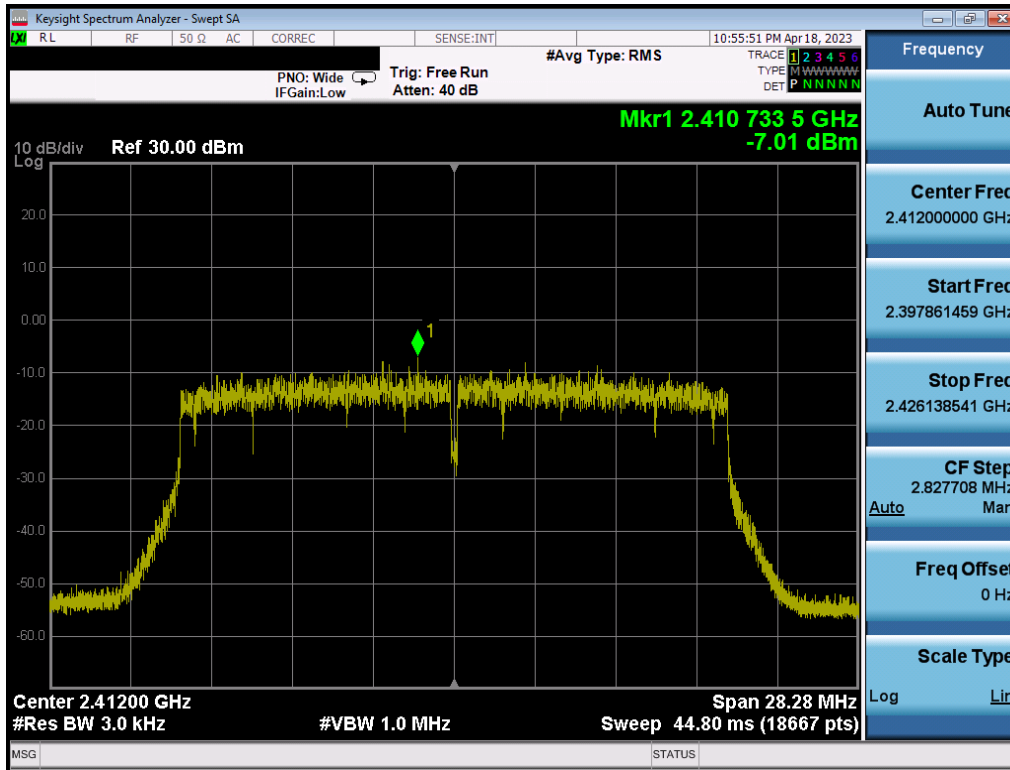 Keysight Spectrum Analyzer - Swept SA
LXI RL RF 50 Ω AC CORREC SENSE:INT 10:55:51 PM Apr 18, 2023
#Avg Type: RMS TRACE 1 2 3 4 5 6
PNO: Wide Trig: Free Run TYPE M WWWWW
IFGain:Low Atten: 40 dB DET P N N N N N
Mkr1 2.410 733 5 GHz
-7.01 dBm
10 dB/div Ref 30.00 dBm
Log
20.0
10.0
0.00
1
-10.0
-20.0
-30.0
-40.0
-50.0
-60.0
Center 2.41200 GHz Span 28.28 MHz
#Res BW 3.0 kHz #VBW 1.0 MHz Sweep 44.80 ms (18667 pts)
MSG STATUS
Frequency
Auto Tune
Center Freq
2.412000000 GHz
Start Freq
2.397861459 GHz
Stop Freq
2.426138541 GHz
CF Step
2.827708 MHz
Auto Man
Freq Offset
0 Hz
Scale Type
Log Lin